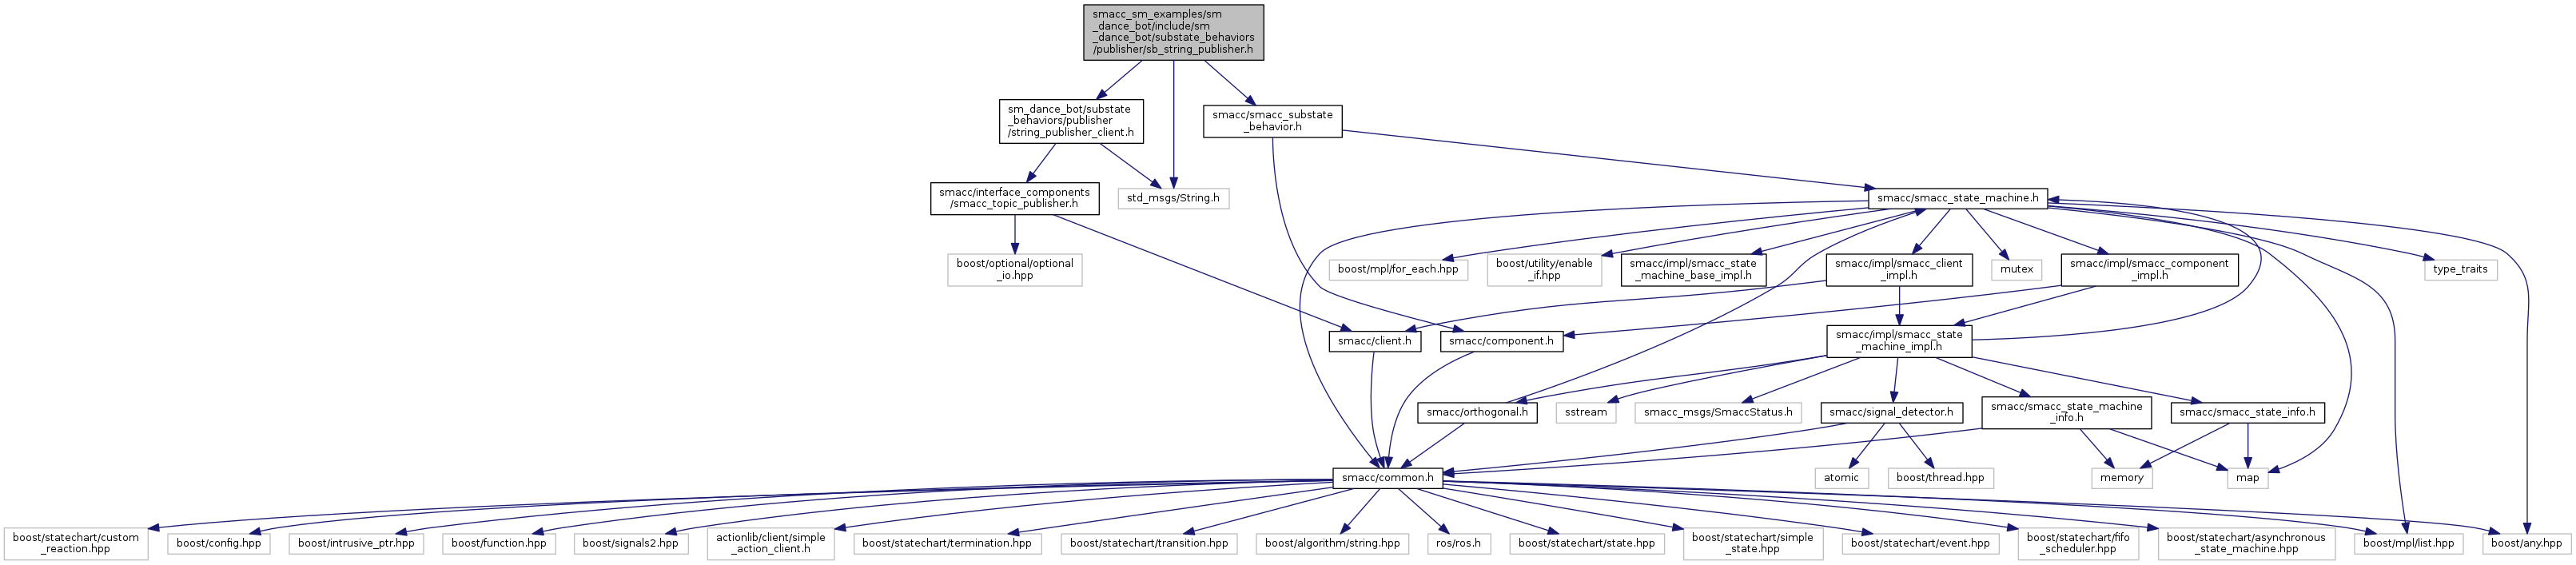 smacc_sm_examples/sm
_dance_bot/include/sm
_dance_bot/substate_behaviors
/publisher/sb_string_publisher.h
sm_dance_bot/substate
_behaviors/publisher
/string_publisher_client.h
smacc/smacc_substate
_behavior.h
smacc/interface_components
/smacc_topic_publisher.h
std_msgs/String.h
smacc/smacc_state_machine.h
boost/optional/optional
_io.hpp
boost/mpl/for_each.hpp
boost/utility/enable
_if.hpp
smacc/impl/smacc_state
_machine_base_impl.h
smacc/impl/smacc_client
_impl.h
mutex
smacc/impl/smacc_component
_impl.h
type_traits
smacc/client.h
smacc/component.h
smacc/impl/smacc_state
_machine_impl.h
smacc/orthogonal.h
sstream
smacc_msgs/SmaccStatus.h
smacc/signal_detector.h
smacc/smacc_state_machine
_info.h
smacc/smacc_state_info.h
smacc/common.h
atomic
boost/thread.hpp
memory
map
boost/statechart/custom
_reaction.hpp
boost/config.hpp
boost/intrusive_ptr.hpp
boost/function.hpp
boost/signals2.hpp
actionlib/client/simple
_action_client.h
boost/statechart/termination.hpp
boost/statechart/transition.hpp
boost/algorithm/string.hpp
ros/ros.h
boost/statechart/state.hpp
boost/statechart/simple
_state.hpp
boost/statechart/event.hpp
boost/statechart/fifo
_scheduler.hpp
boost/statechart/asynchronous
_state_machine.hpp
boost/mpl/list.hpp
boost/any.hpp